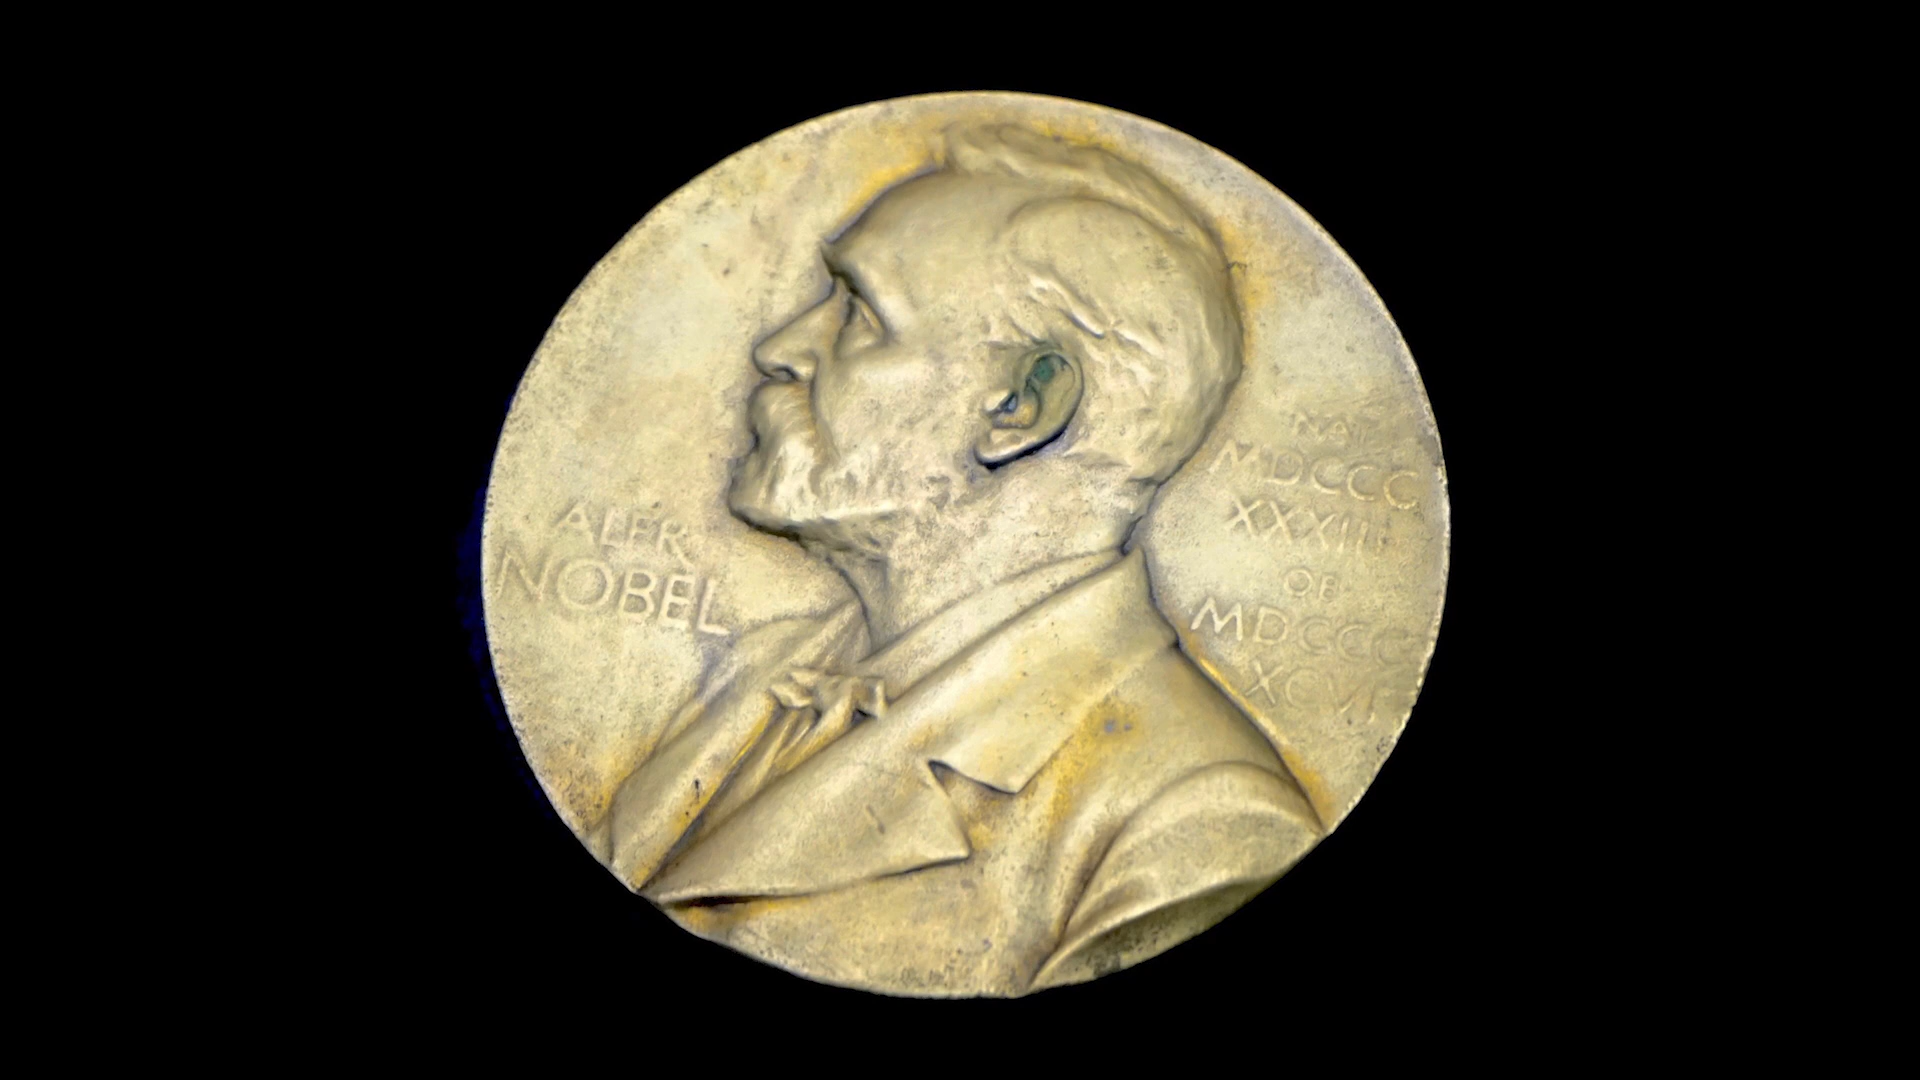 ALFR
NOBEL
NAT
MDCCC
XXXIII
OB
MDCCC
XCVI